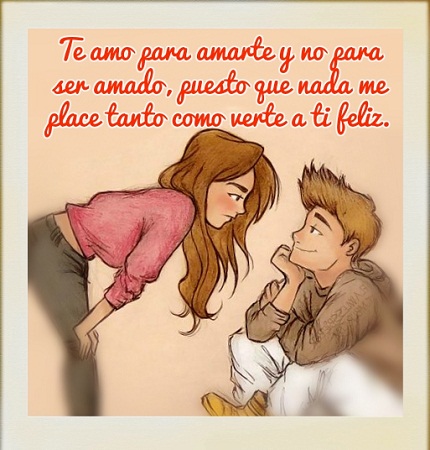 Te amo para amarte y no para
ser amado, puesto que nada me
place tanto como verte a ti feliz.